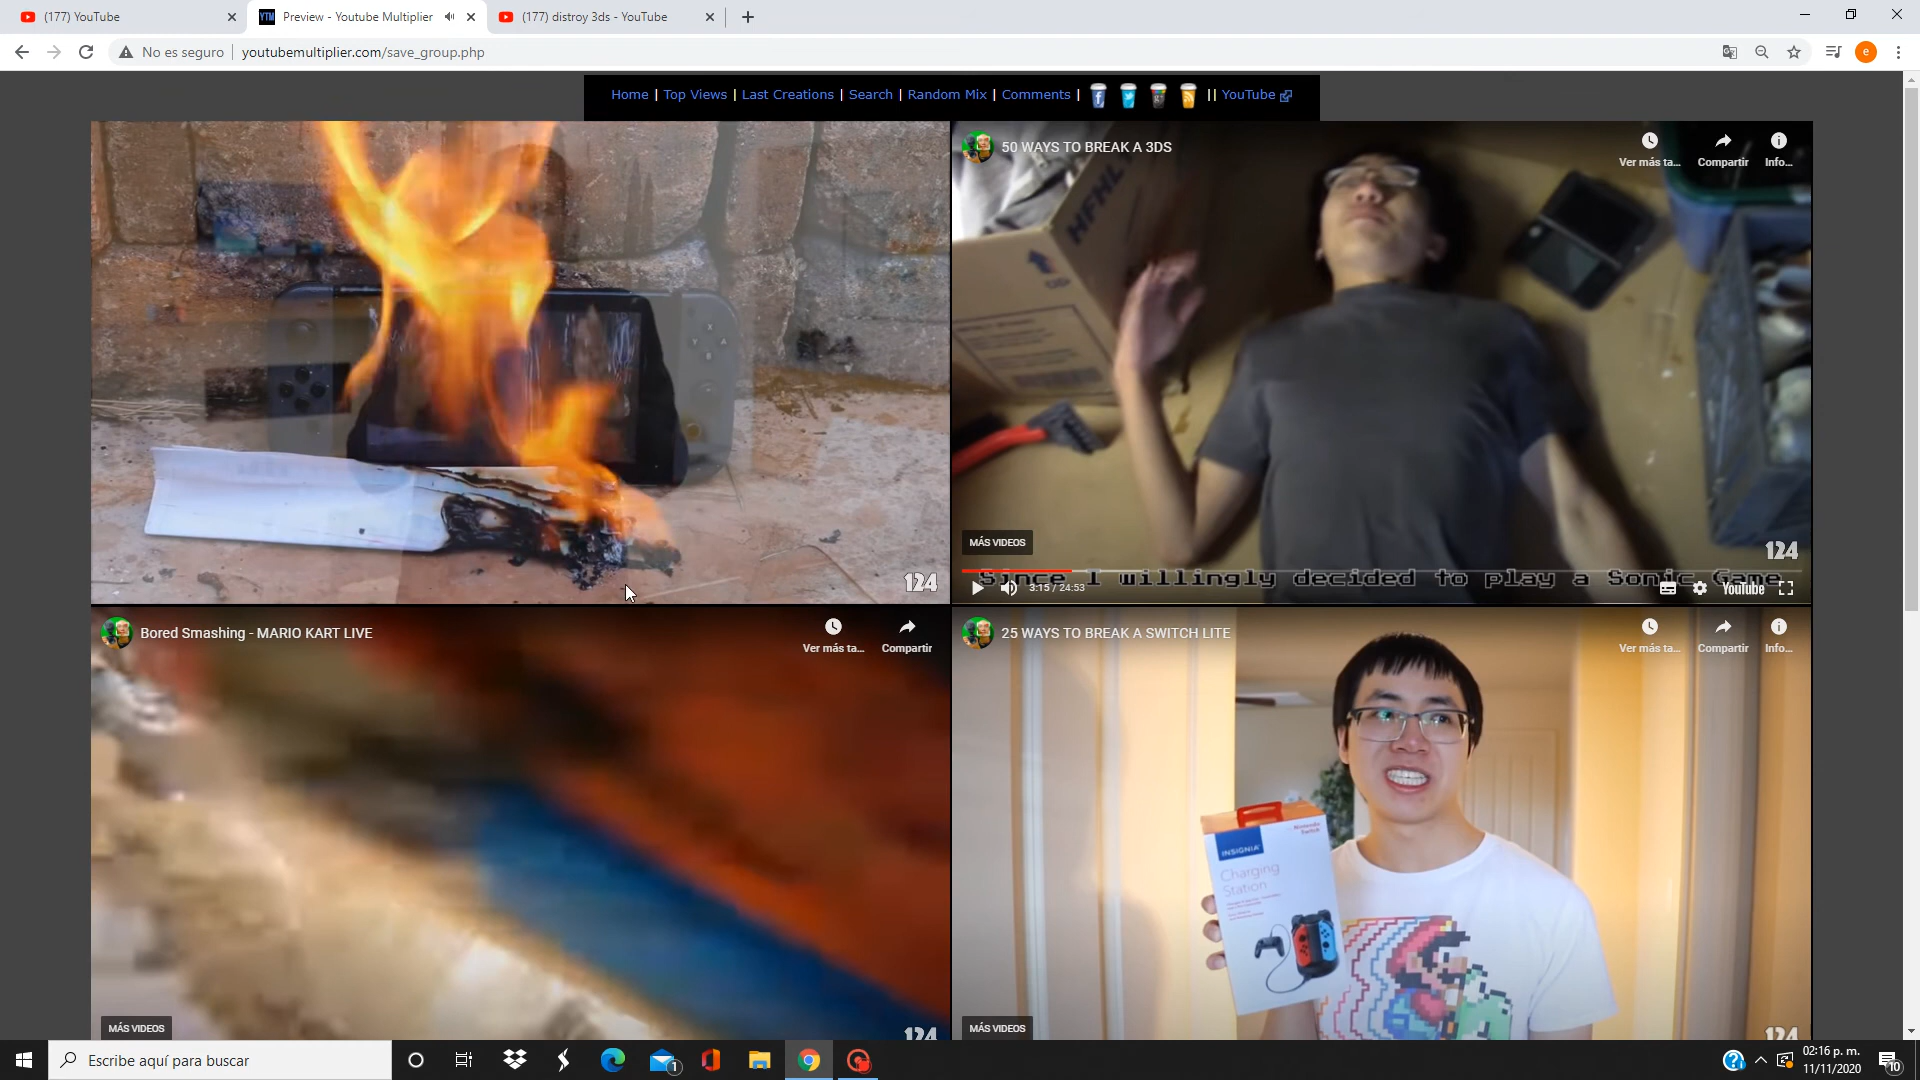 (177) YouTube
YTM Preview - Youtube Multiplier
(177) distroy 3ds - YouTube
No es seguro youtubemultiplier.com/save_group.php
e
Home | Top Views | Last Creations | Search | Random Mix | Comments | || YouTube
124
50 WAYS TO BREAK A 3DS
Ver más ta...
Compartir
Info...
HFHL
MÁS VIDEOS
124
Since I willingly decided to play a Sonic Game
3:15 / 24:53
YouTube
Bored Smashing - MARIO KART LIVE
Ver más ta...
Compartir
MÁS VIDEOS
124
25 WAYS TO BREAK A SWITCH LITE
Ver más ta...
Compartir
Info...
INSIGNIA
Charging
Station
MÁS VIDEOS
124
Escribe aquí para buscar
1
02:16 p. m.
11/11/2020
10